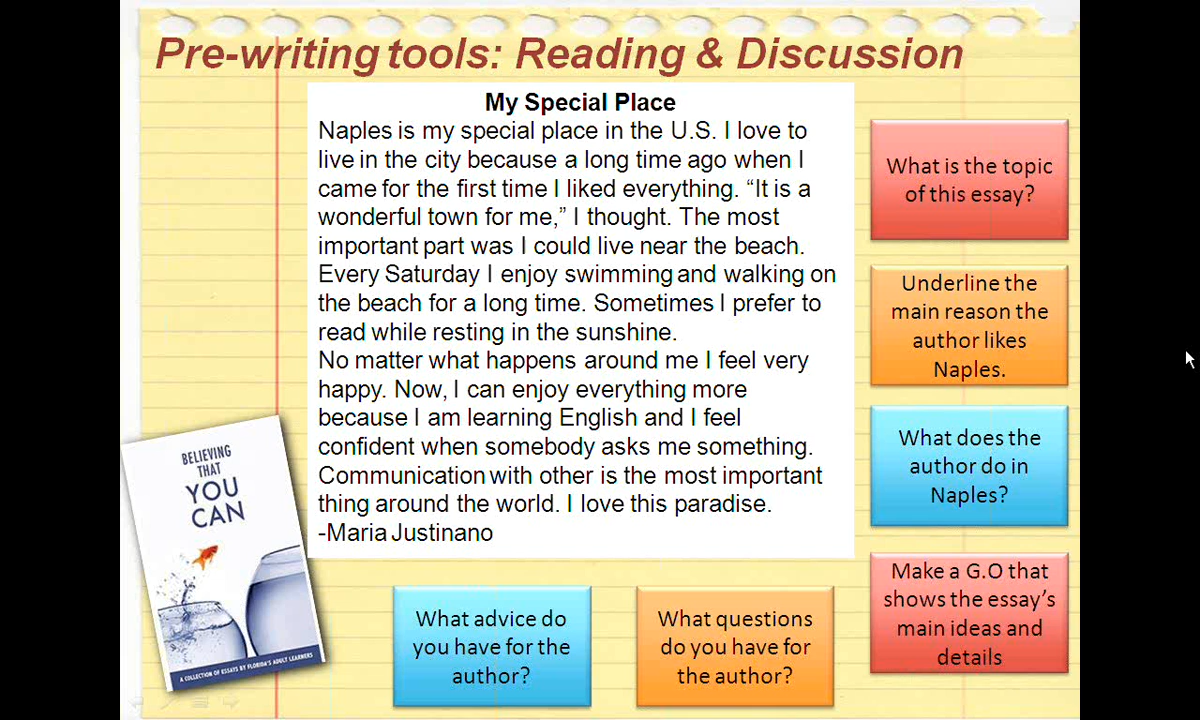 Pre-writing tools: Reading & Discussion
My Special Place
Naples is my special place in the U.S. I love to
live in the city because a long time ago when I
came for the first time I liked everything. “It is a
wonderful town for me,” I thought. The most
important part was I could live near the beach.
Every Saturday I enjoy swimming and walking on
the beach for a long time. Sometimes I prefer to
read while resting in the sunshine.
No matter what happens around me I feel very
happy. Now, I can enjoy everything more
because I am learning English and I feel
confident when somebody asks me something.
Communication with other is the most important
thing around the world. I love this paradise.
-Maria Justinano
What is the topic
of this essay?
Underline the
main reason the
author likes
Naples.
What does the
author do in
Naples?
Make a G.O that
shows the essay’s
main ideas and
details
What advice do
you have for the
author?
What questions
do you have for
the author?
BELIEVING
THAT
YOU
CAN
A COLLECTION OF ESSAYS BY FLORIDA'S ADULT LEARNERS